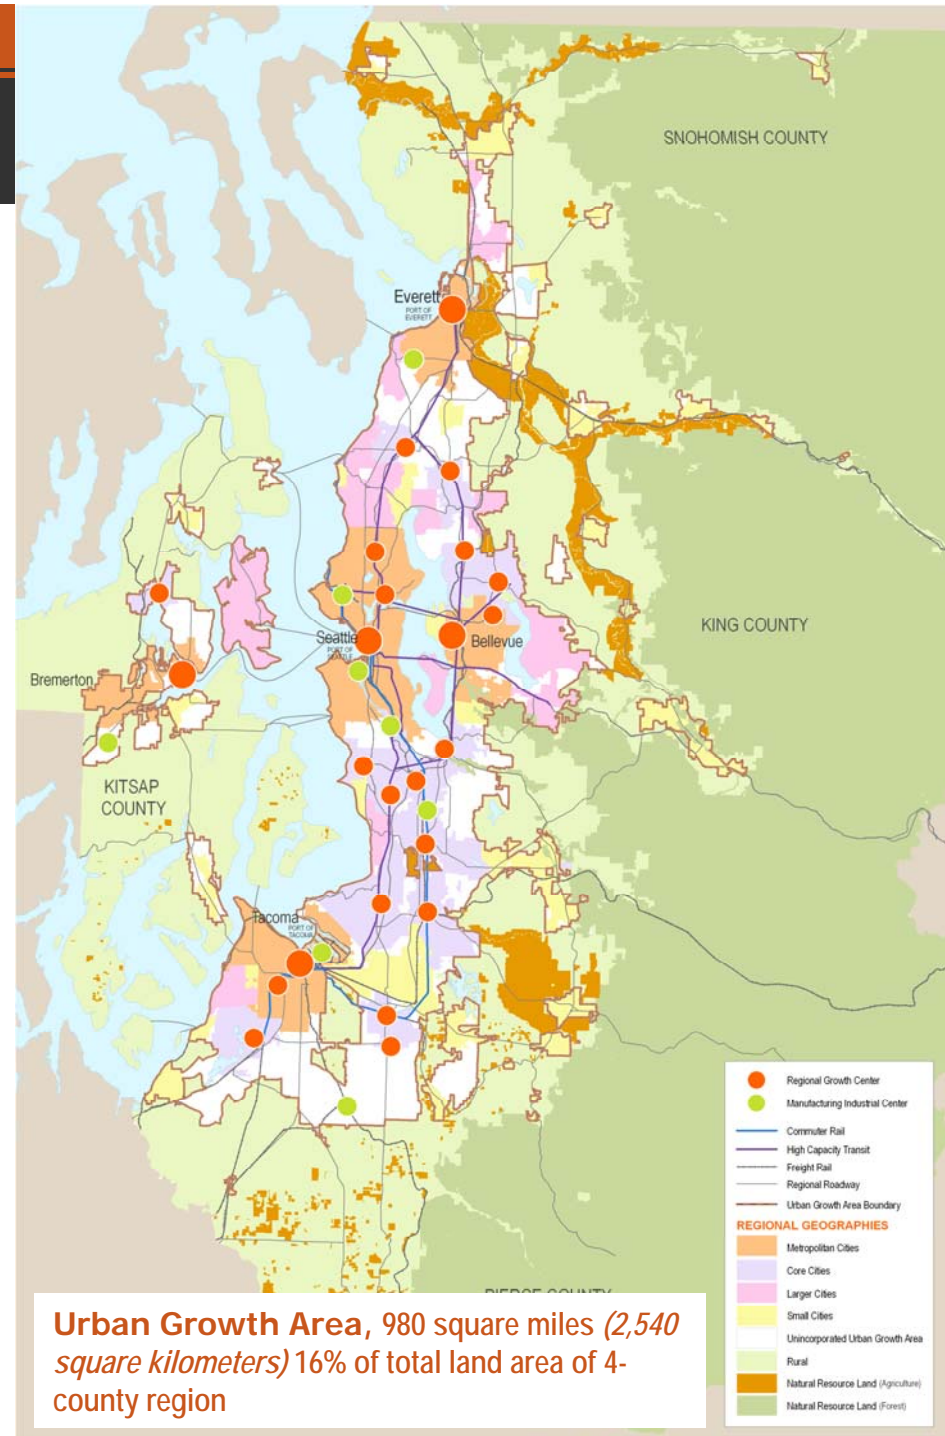 SNOHOMISH COUNTY
Everett
PORT OF
EVERETT
KING COUNTY
Seattle
PORT OF
SEATTLE
Bellevue
Bremerton
KITSAP
COUNTY
Tacoma
PORT OF
TACOMA
PIERCE COUNTY
Regional Growth Center
Manufacturing Industrial Center
Commuter Rail
High Capacity Transit
Freight Rail
Regional Roadway
Urban Growth Area Boundary
REGIONAL GEOGRAPHIES
Metropolitan Cities
Core Cities
Larger Cities
Small Cities
Unincorporated Urban Growth Area
Rural
Natural Resource Land (Agriculture)
Natural Resource Land (Forest)
Urban Growth Area, 980 square miles (2,540
square kilometers) 16% of total land area of 4-
county region